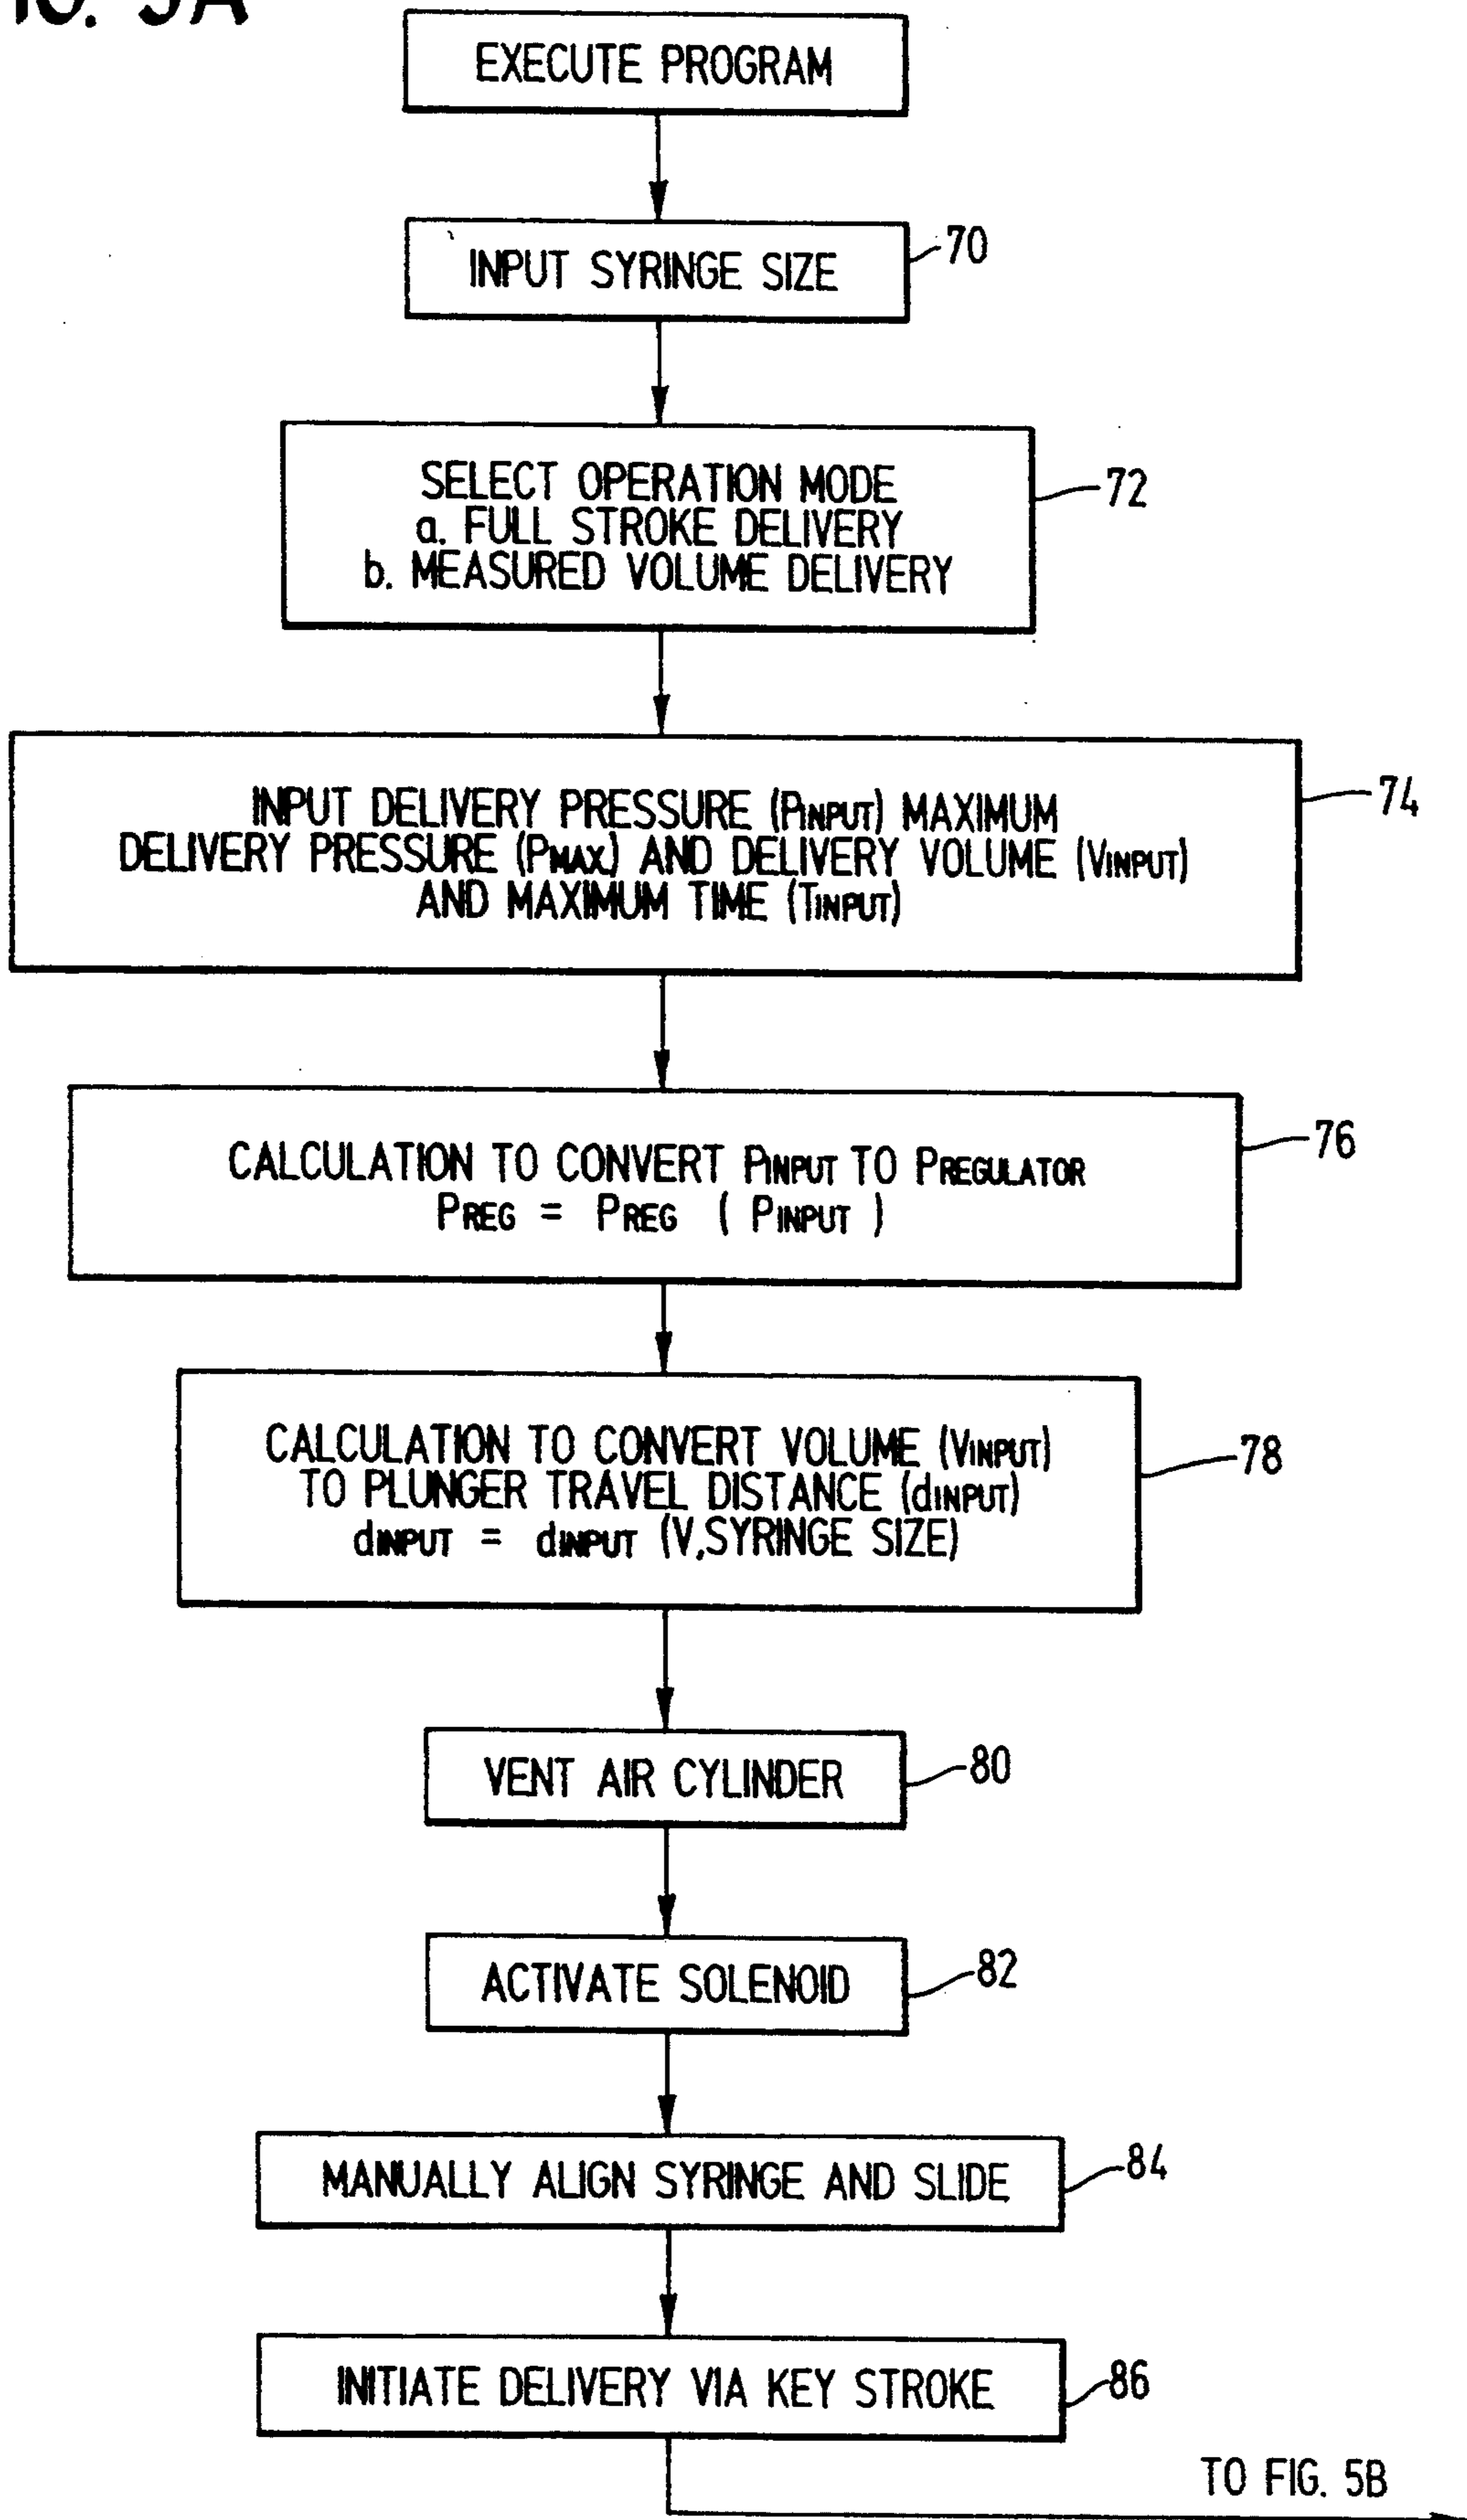 FIG. 5A
EXECUTE PROGRAM
INPUT SYRINGE SIZE
70
SELECT OPERATION MODE
a. FULL STROKE DELIVERY
b. MEASURED VOLUME DELIVERY
72
INPUT DELIVERY PRESSURE (PINPUT) MAXIMUM
DELIVERY PRESSURE (PMAX) AND DELIVERY VOLUME (VINPUT)
AND MAXIMUM TIME (TINPUT)
74
CALCULATION TO CONVERT PINPUT TO PREGULATOR
PREG = PREG ( PINPUT )
76
CALCULATION TO CONVERT VOLUME (VINPUT)
TO PLUNGER TRAVEL DISTANCE (dINPUT)
dINPUT = dINPUT (V,SYRINGE SIZE)
78
VENT AIR CYLINDER
80
ACTIVATE SOLENOID
82
MANUALLY ALIGN SYRINGE AND SLIDE
84
INITIATE DELIVERY VIA KEY STROKE
86
TO FIG. 5B